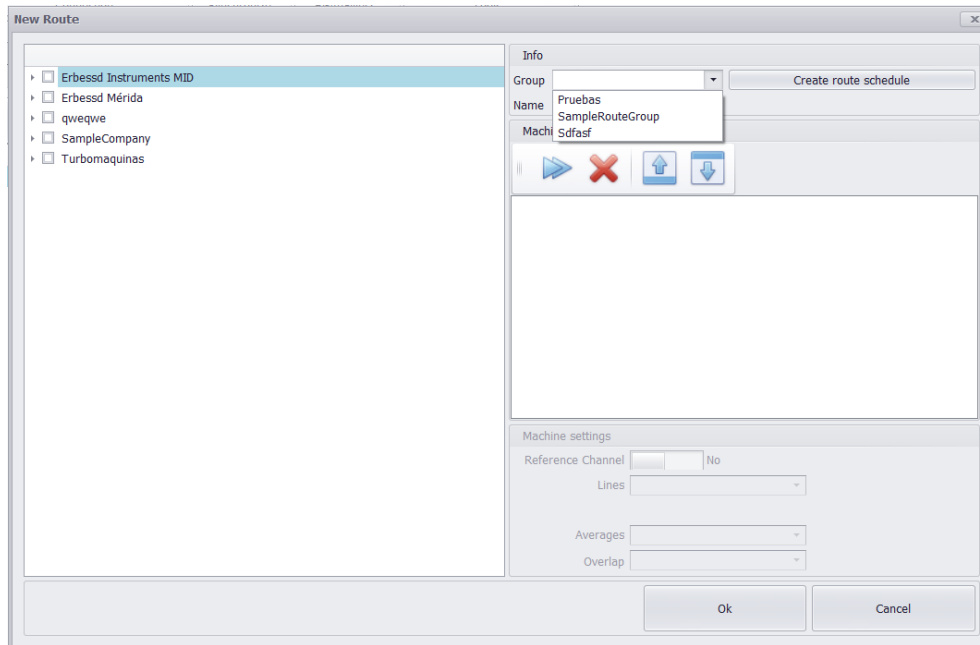 New Route
Erbessd Instruments MID
Erbessd Mérida
qweqwe
SampleCompany
Turbomaquinas
Info
Group
Create route schedule
Pruebas
SampleRouteGroup
Sdfasf
Name
Machine settings
Reference Channel No
Lines
Averages
Overlap
Ok Cancel